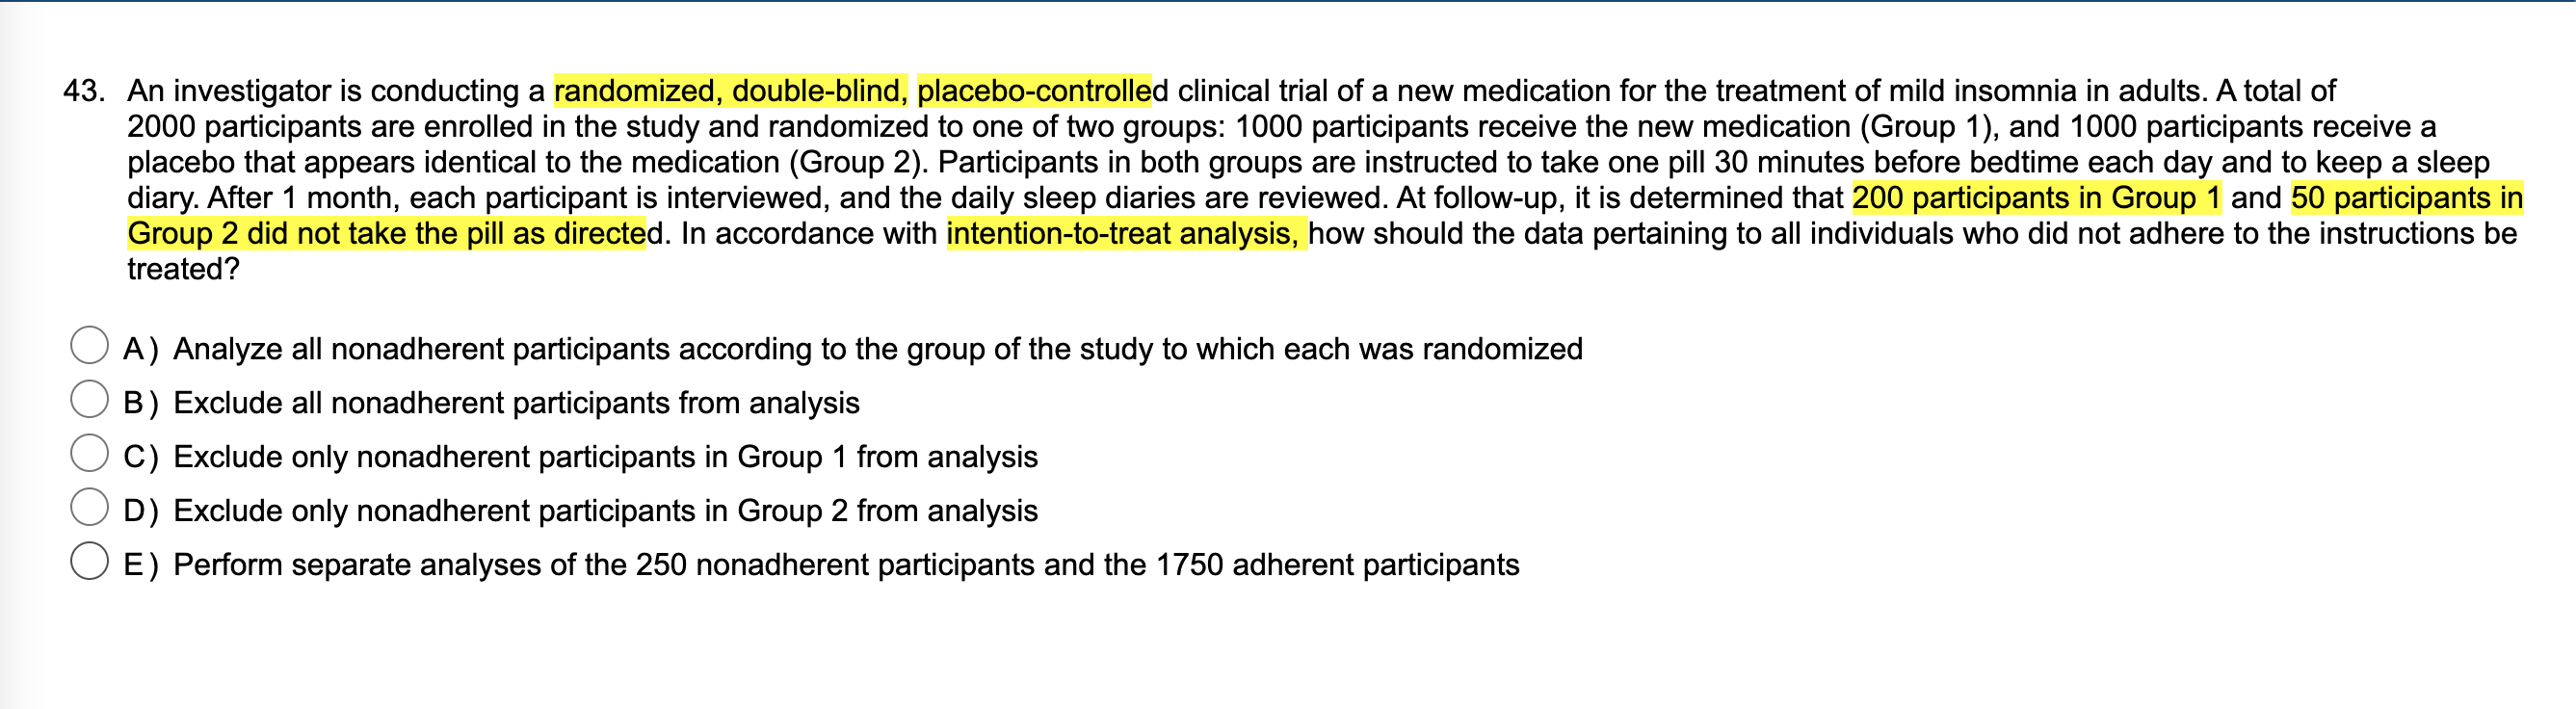 43. An investigator is conducting a randomized, double-blind, placebo-controlled clinical trial of a new medication for the treatment of mild insomnia in adults. A total of
2000 participants are enrolled in the study and randomized to one of two groups: 1000 participants receive the new medication (Group 1), and 1000 participants receive a
placebo that appears identical to the medication (Group 2). Participants in both groups are instructed to take one pill 30 minutes before bedtime each day and to keep a sleep
diary. After 1 month, each participant is interviewed, and the daily sleep diaries are reviewed. At follow-up, it is determined that 200 participants in Group 1 and 50 participants in
Group 2 did not take the pill as directed. In accordance with intention-to-treat analysis, how should the data pertaining to all individuals who did not adhere to the instructions be
treated?
A) Analyze all nonadherent participants according to the group of the study to which each was randomized
B) Exclude all nonadherent participants from analysis
C) Exclude only nonadherent participants in Group 1 from analysis
D) Exclude only nonadherent participants in Group 2 from analysis
E) Perform separate analyses of the 250 nonadherent participants and the 1750 adherent participants